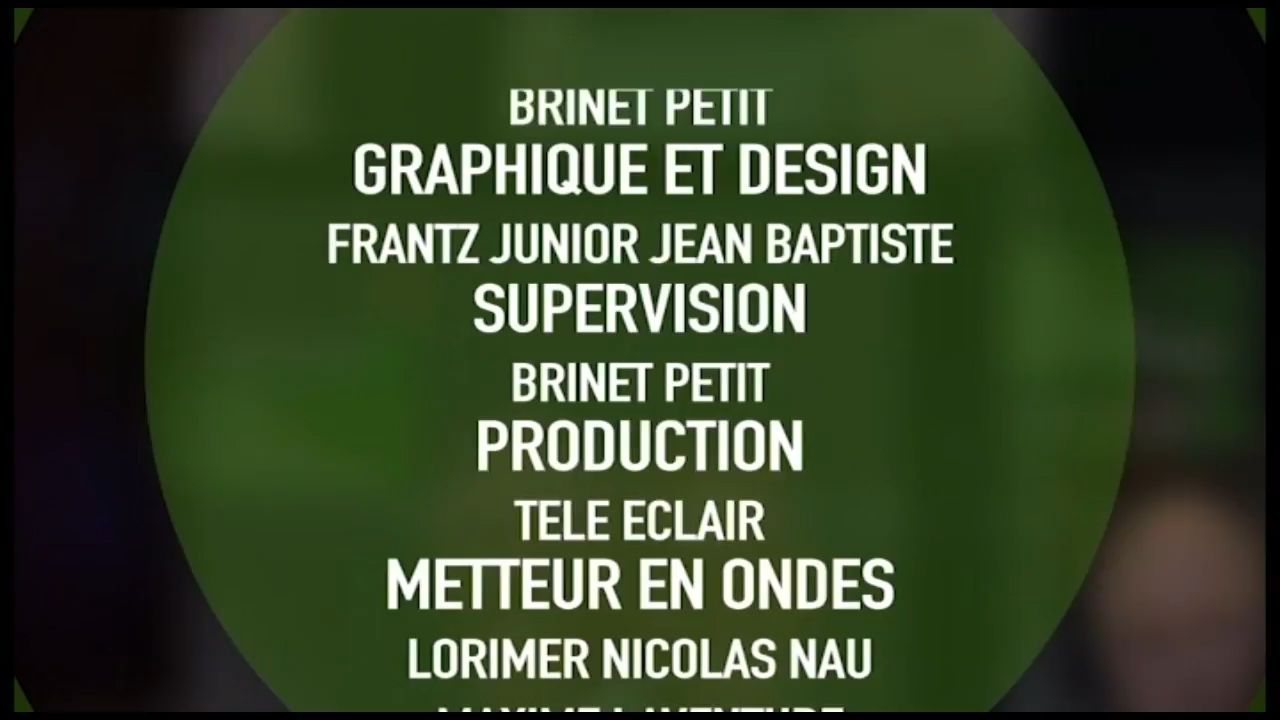 BRINET PETIT
GRAPHIQUE ET DESIGN
FRANTZ JUNIOR JEAN BAPTISTE
SUPERVISION
BRINET PETIT
PRODUCTION
TELE ECLAIR
METTEUR EN ONDES
LORIMER NICOLAS NAU